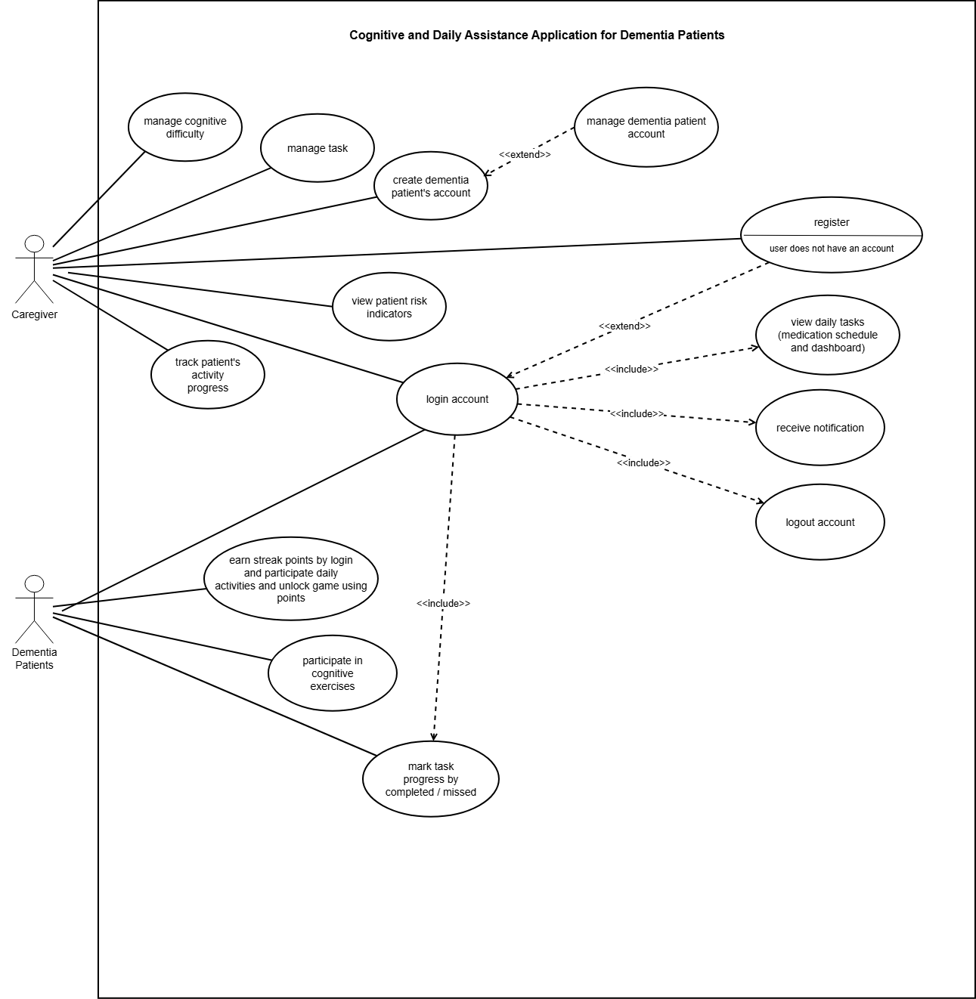 Cognitive and Daily Assistance Application for Dementia Patients
manage cognitive
difficulty
manage task
create dementia
patient's account
<<extend>>
manage dementia patient
account
register
user does not have an account
Caregiver
view patient risk
indicators
<<extend>>
view daily tasks
(medication schedule
and dashboard)
track patient's
activity
progress
<<include>>
login account
<<include>>
receive notification
<<include>>
logout account
earn streak points by login
and participate daily
activities and unlock game using
points
<<include>>
Dementia
Patients
participate in
cognitive
exercises
mark task
progress by
completed / missed